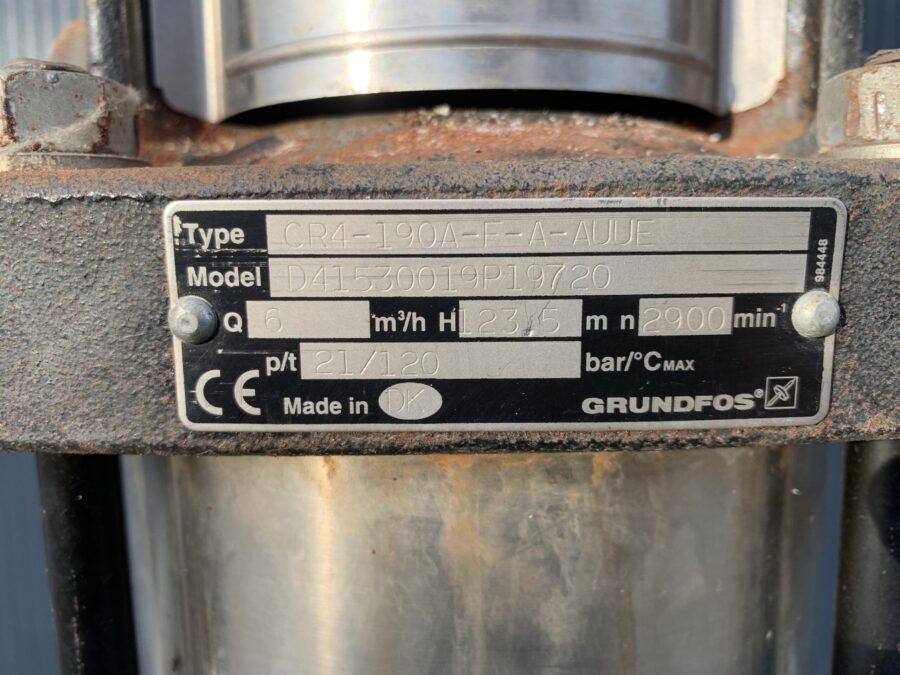 Type CR4-190A-F-A-AUUE
Model D41530019P19720
984448
Q 6 m³/h H 123,5 m n 2900 min⁻¹
p/t 21/120 bar/°C MAX
CE Made in DK GRUNDFOS®